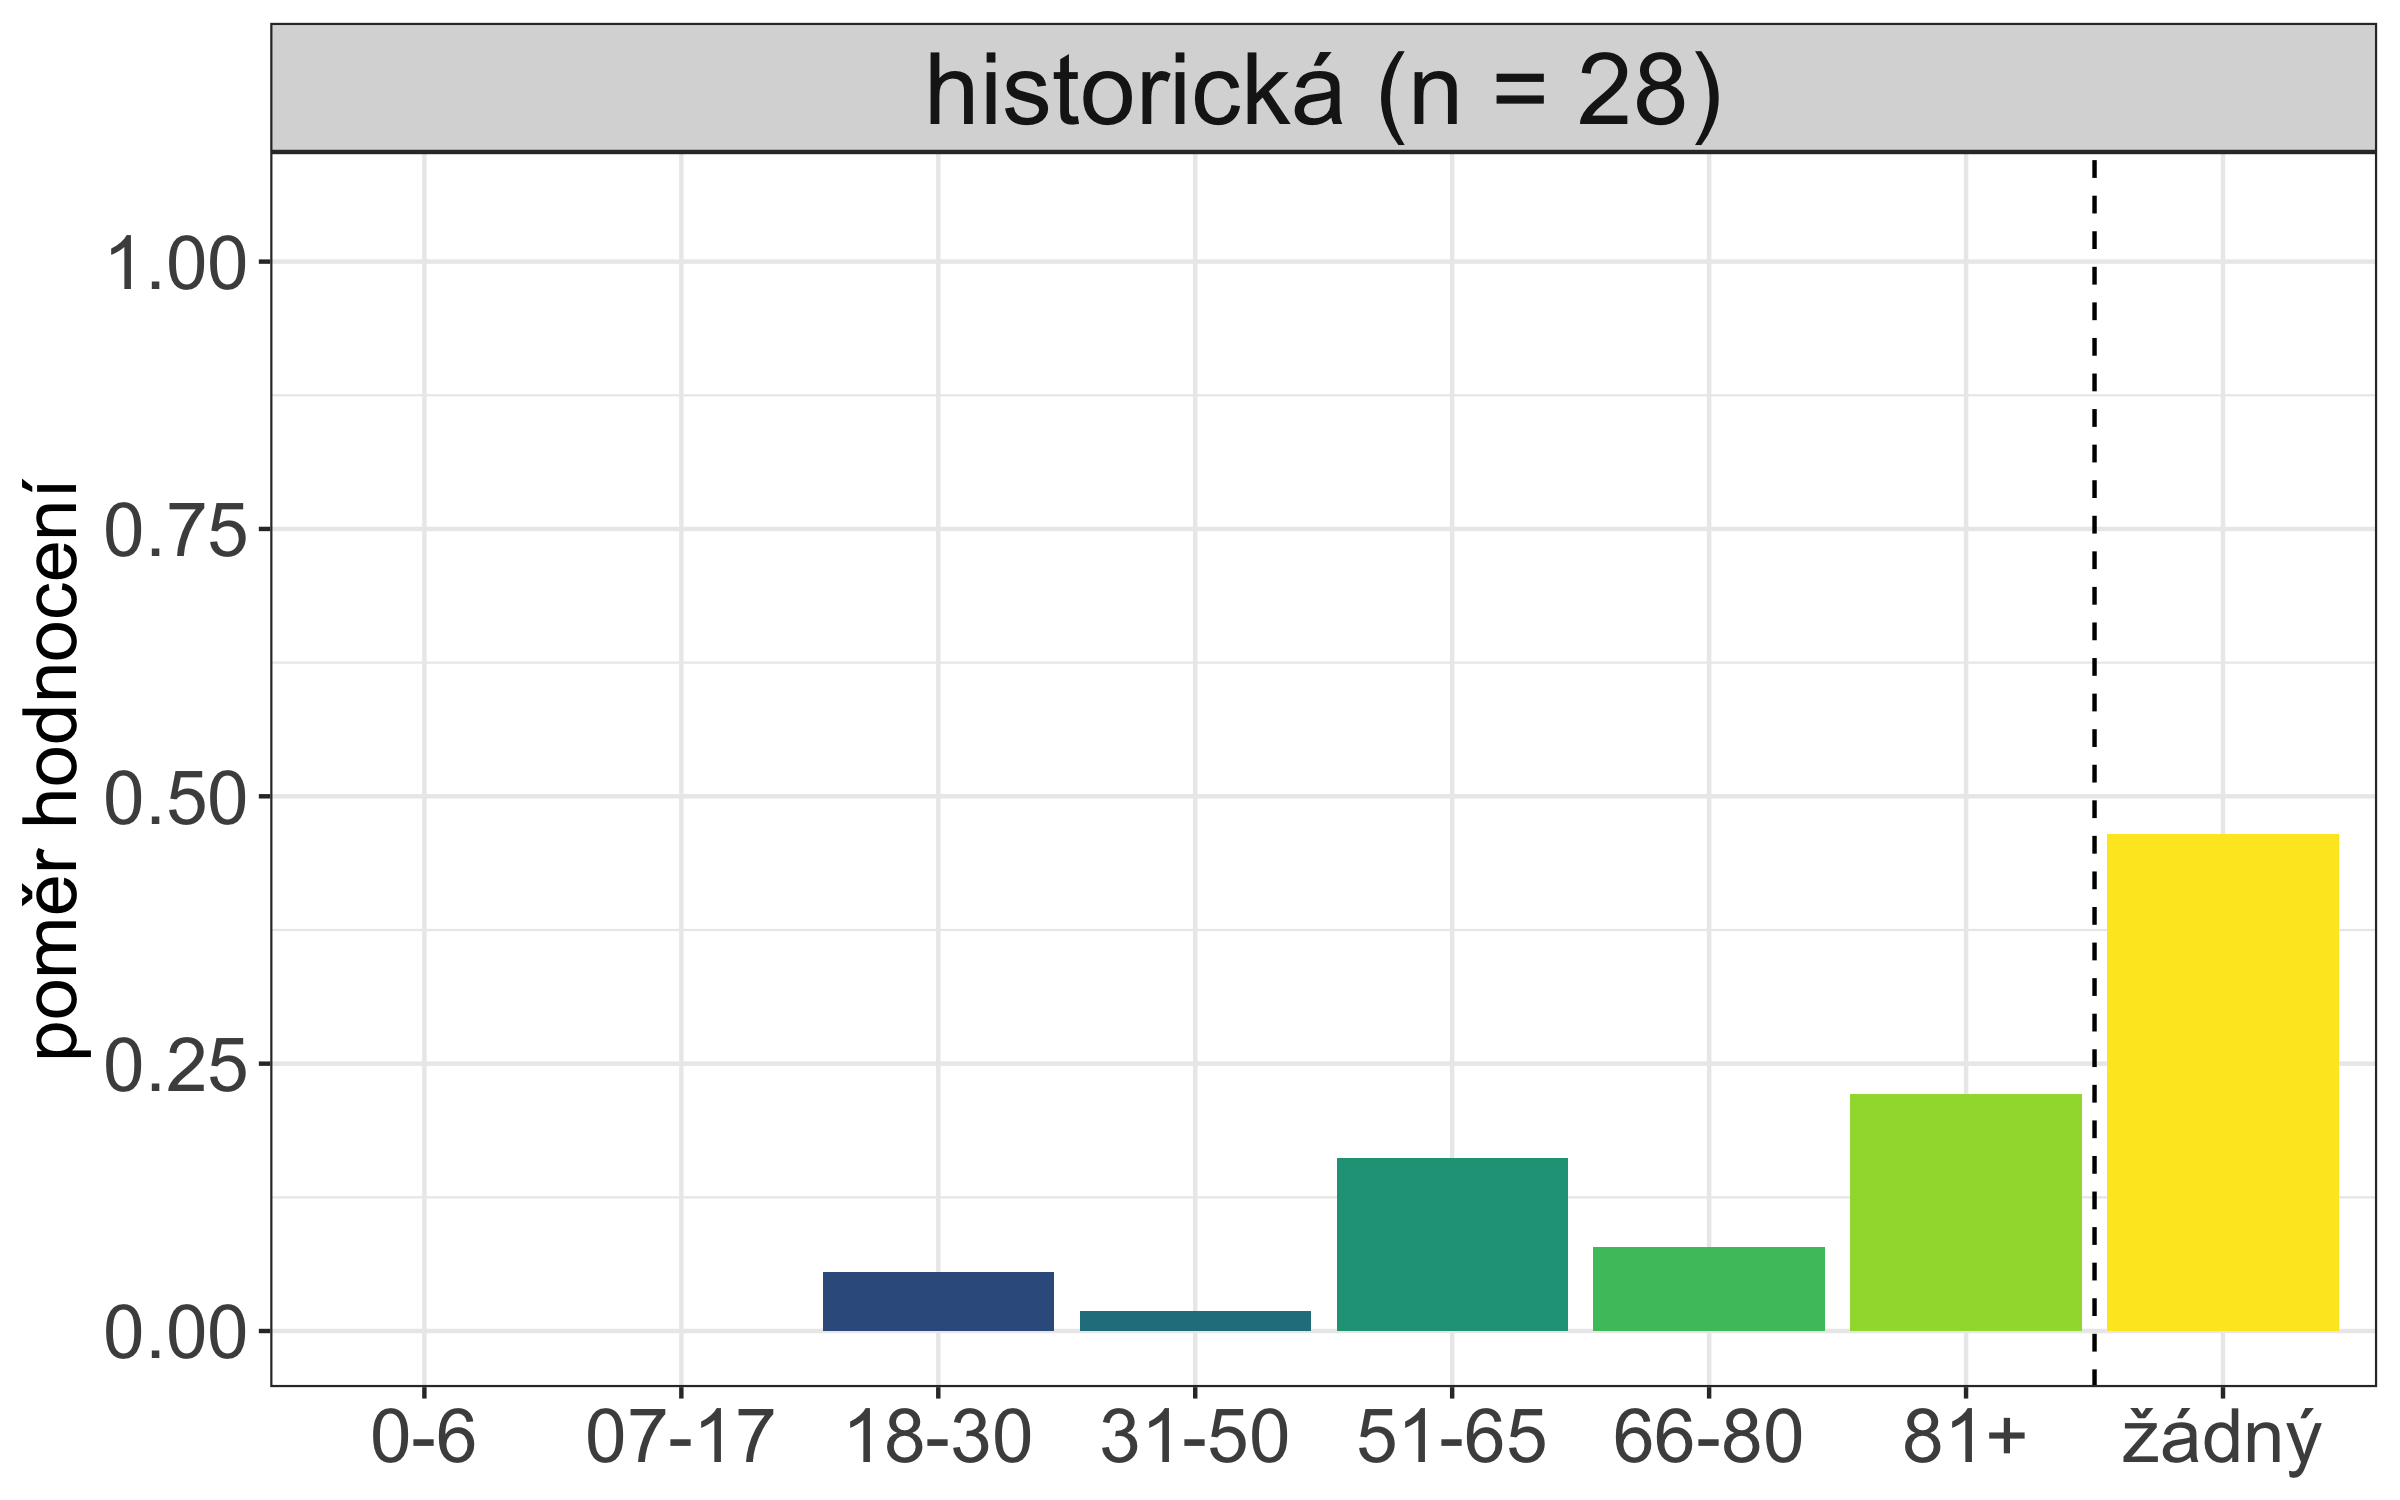 historická (n = 28)
poměr hodnocení
1.00
0.75
0.50
0.25
0.00
0-6 07-17 18-30 31-50 51-65 66-80 81+ žádný